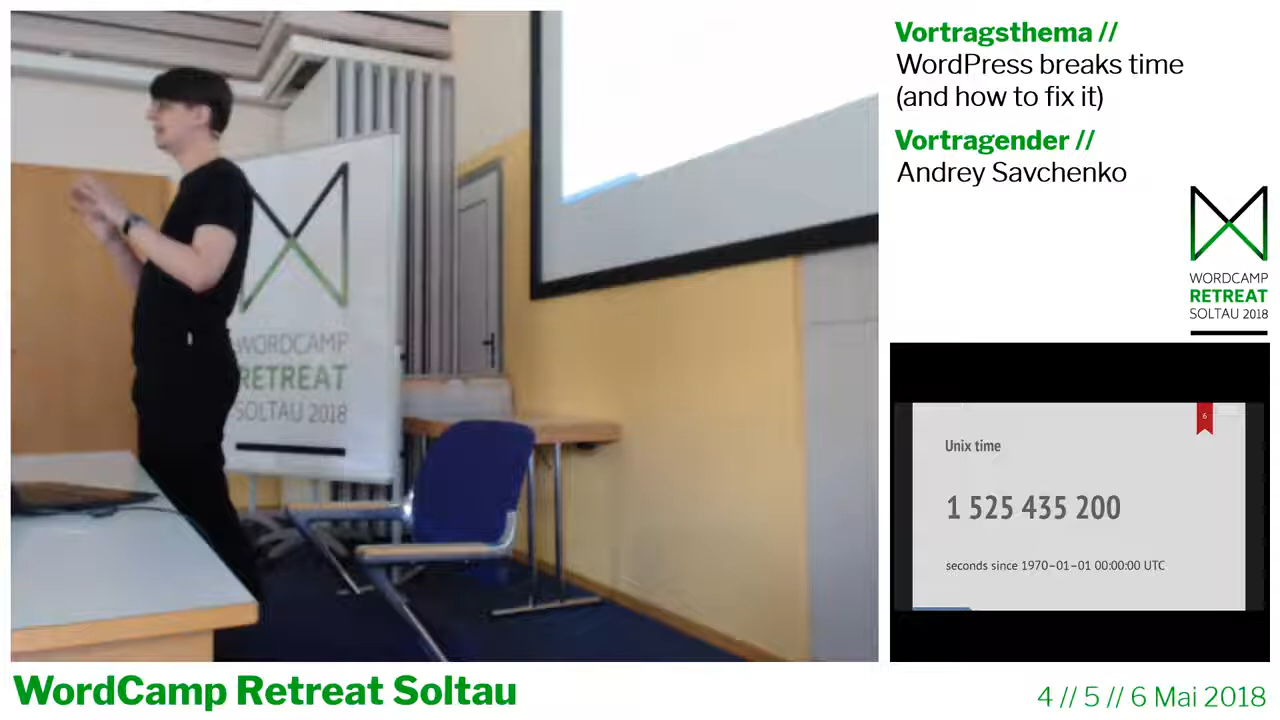 Vortragsthema //
WordPress breaks time
(and how to fix it)
Vortragender //
Andrey Savchenko
WORDCAMP
RETREAT
SOLTAU 2018
WORDCAMP
RETREAT
SOLTAU 2018
6
Unix time
1 525 435 200
seconds since 1970-01-01 00:00:00 UTC
WordCamp Retreat Soltau
4 // 5 // 6 Mai 2018